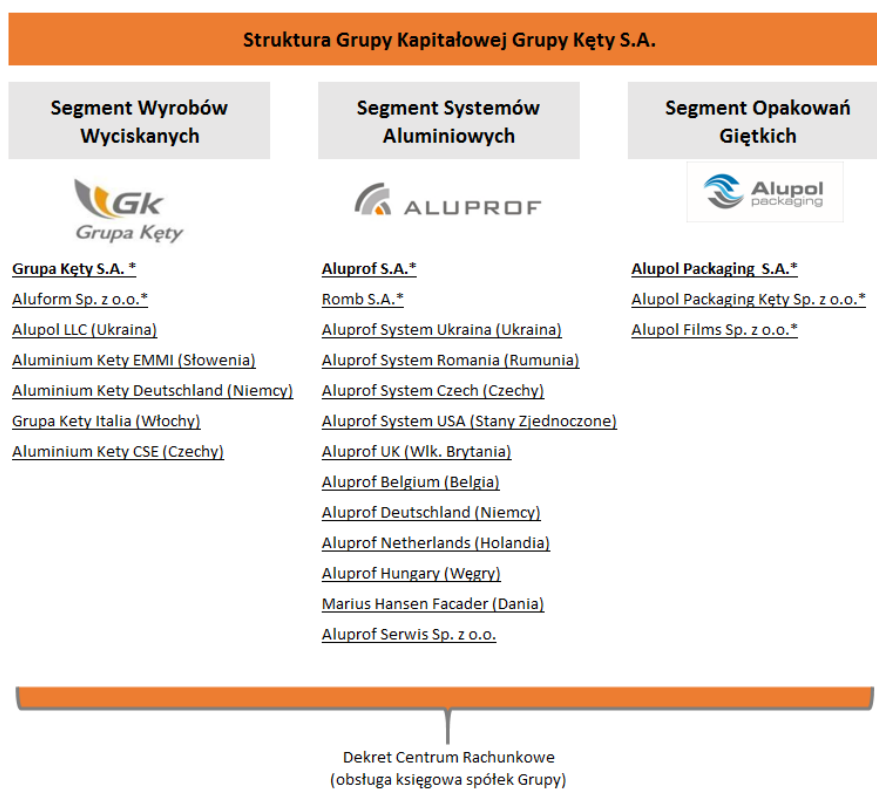 Struktura Grupy Kapitałowej Grupy Kęty S.A.
Segment Wyrobów
Wyciskanych
Gk
Grupa Kęty
Grupa Kęty S.A. *
Aluform Sp. z o.o.*
Alupol LLC (Ukraina)
Aluminium Kety EMMI (Słowenia)
Aluminium Kety Deutschland (Niemcy)
Grupa Kety Italia (Włochy)
Aluminium Kety CSE (Czechy)
Segment Systemów
Aluminiowych
ALUPROF
Aluprof S.A.*
Romb S.A.*
Aluprof System Ukraina (Ukraina)
Aluprof System Romania (Rumunia)
Aluprof System Czech (Czechy)
Aluprof System USA (Stany Zjednoczone)
Aluprof UK (Wlk. Brytania)
Aluprof Belgium (Belgia)
Aluprof Deutschland (Niemcy)
Aluprof Netherlands (Holandia)
Aluprof Hungary (Węgry)
Marius Hansen Facader (Dania)
Aluprof Serwis Sp. z o.o.
Segment Opakowań
Giętkich
Alupol
packaging
Alupol Packaging S.A.*
Alupol Packaging Kęty Sp. z o.o.*
Alupol Films Sp. z o.o.*
Dekret Centrum Rachunkowe
(obsługa księgowa spółek Grupy)